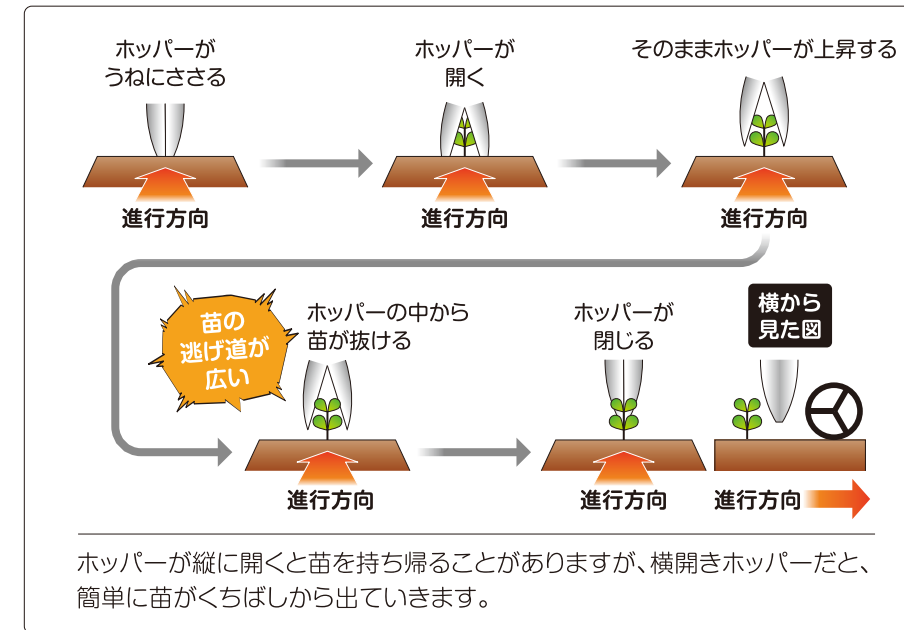 ホッパーが
うねにささる
ホッパーが
開く
そのままホッパーが上昇する
進行方向
進行方向
進行方向
苗の
逃げ道が
広い
ホッパーの中から
苗が抜ける
ホッパーが
閉じる
横から
見た図
進行方向
進行方向
進行方向
ホッパーが縦に開くと苗を持ち帰ることがありますが、横開きホッパーだと、
簡単に苗がくちばしから出ていきます。